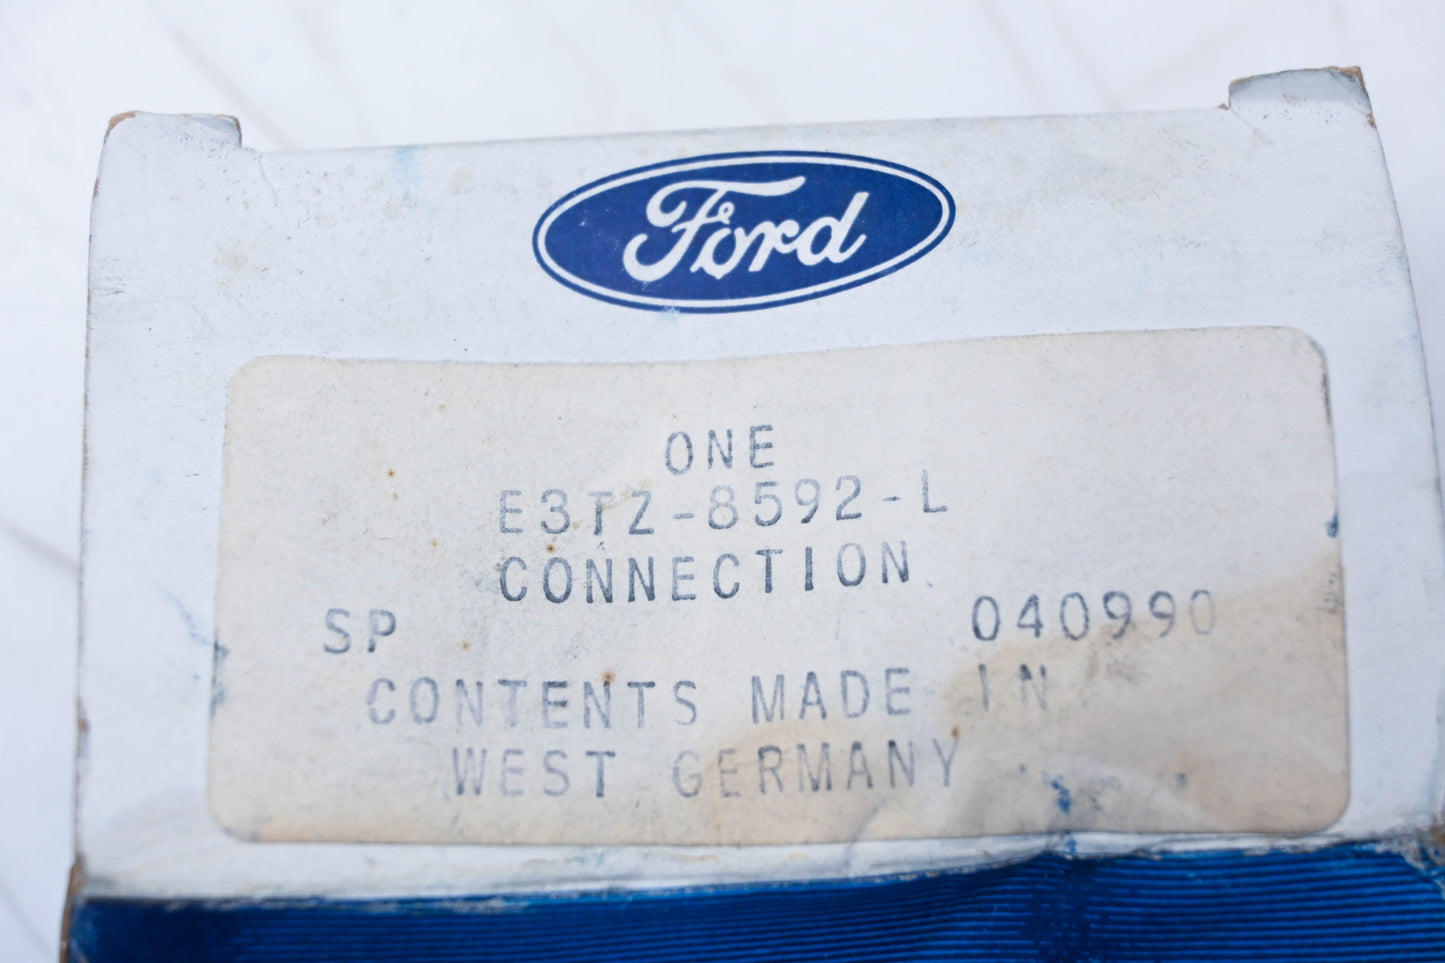 Ford
ONE
E3TZ-8592-L
CONNECTION
SP 040990
CONTENTS MADE IN
WEST GERMANY